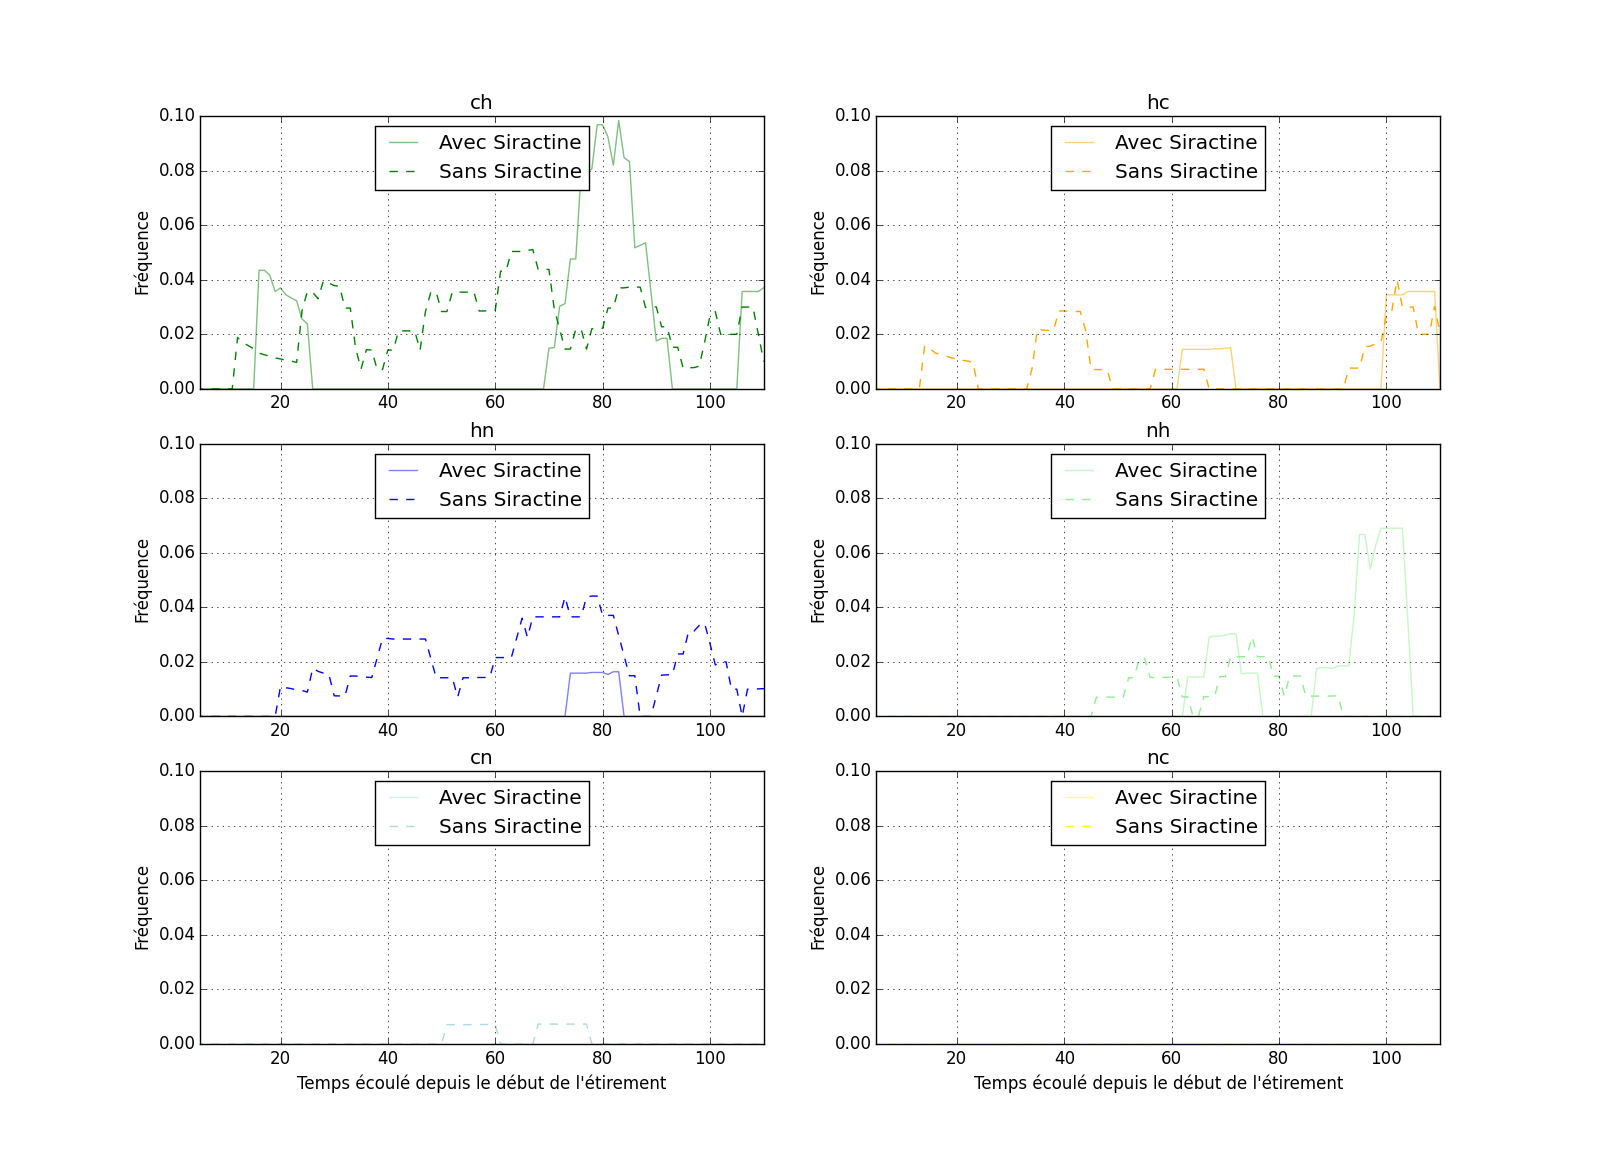 ch
0.10
0.08
0.06
0.04
0.02
0.00
Fréquence
Avec Siractine
Sans Siractine
20 40 60 80 100
hc
0.10
0.08
0.06
0.04
0.02
0.00
Fréquence
Avec Siractine
Sans Siractine
20 40 60 80 100
hn
0.10
0.08
0.06
0.04
0.02
0.00
Fréquence
Avec Siractine
Sans Siractine
20 40 60 80 100
nh
0.10
0.08
0.06
0.04
0.02
0.00
Fréquence
Avec Siractine
Sans Siractine
20 40 60 80 100
cn
0.10
0.08
0.06
0.04
0.02
0.00
Fréquence
Avec Siractine
Sans Siractine
20 40 60 80 100
Temps écoulé depuis le début de l'étirement
nc
0.10
0.08
0.06
0.04
0.02
0.00
Fréquence
Avec Siractine
Sans Siractine
20 40 60 80 100
Temps écoulé depuis le début de l'étirement